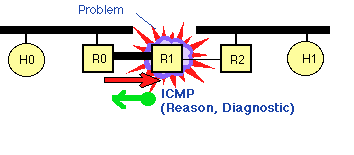 Problem
H0
R0
R1
R2
H1
ICMP
(Reason, Diagnostic)